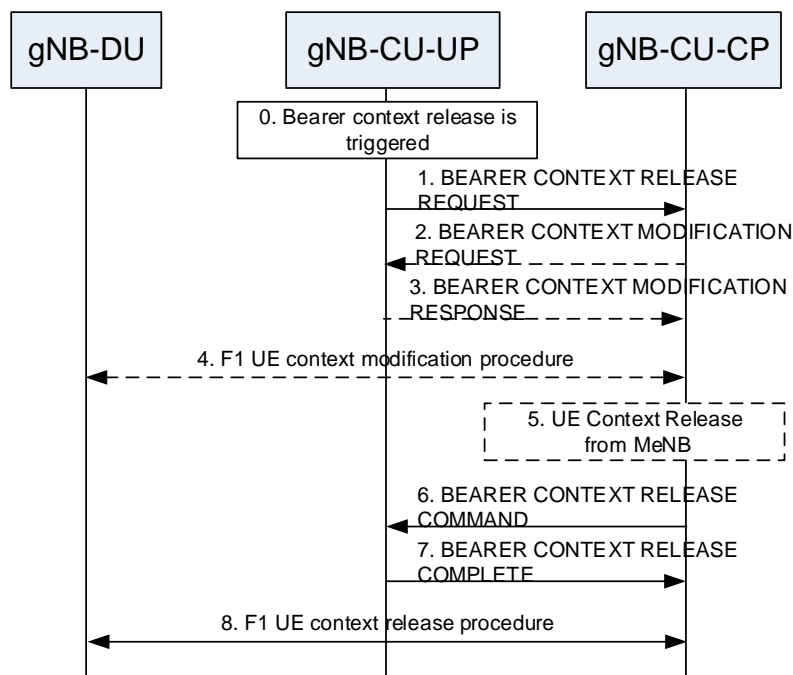 gNB-DU
gNB-CU-UP
gNB-CU-CP
0. Bearer context release is
triggered
1. BEARER CONTEXT RELEASE
REQUEST
2. BEARER CONTEXT MODIFICATION
REQUEST
3. BEARER CONTEXT MODIFICATION
RESPONSE
4. F1 UE context modification procedure
5. UE Context Release
from MeNB
6. BEARER CONTEXT RELEASE
COMMAND
7. BEARER CONTEXT RELEASE
COMPLETE
8. F1 UE context release procedure